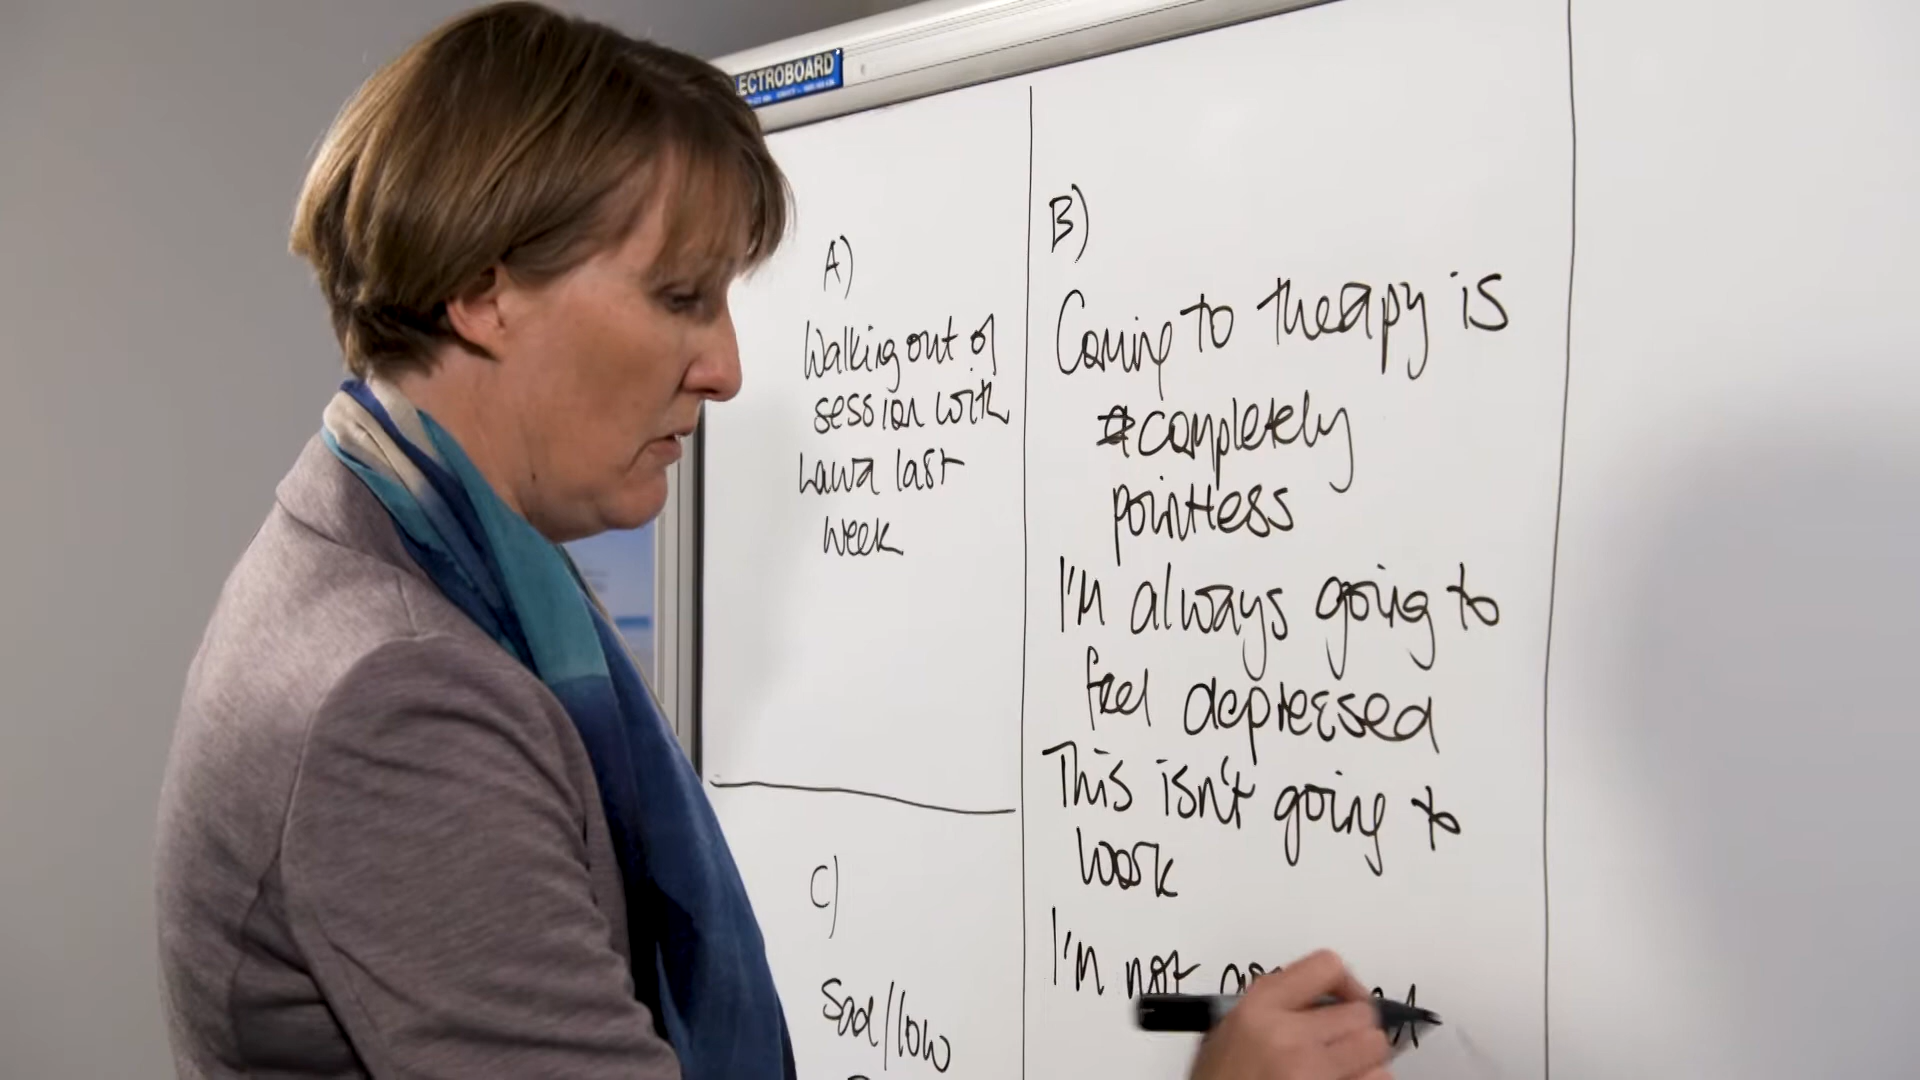 ECTROBOARD
A)
Walking out of
session with
Laura last
week
B)
Coming to therapy is
completely
pointless
I'm always going to
feel depressed
This isn't going to
work
I'm not
C)
Sad/low